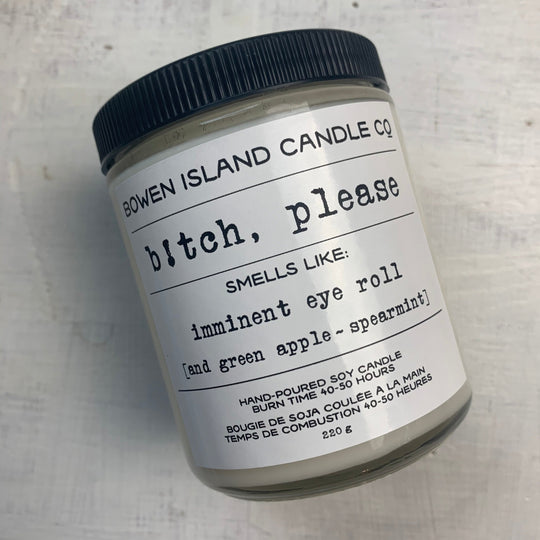 BOWEN ISLAND CANDLE CO
b!tch, please
SMELLS LIKE:
imminent eye roll
[and green apple ~ spearmint]
HAND-POURED SOY CANDLE
BURN TIME 40-50 HOURS
BOUGIE DE SOJA COULÉE A LA MAIN
TEMPS DE COMBUSTION 40-50 HEURES
220 g